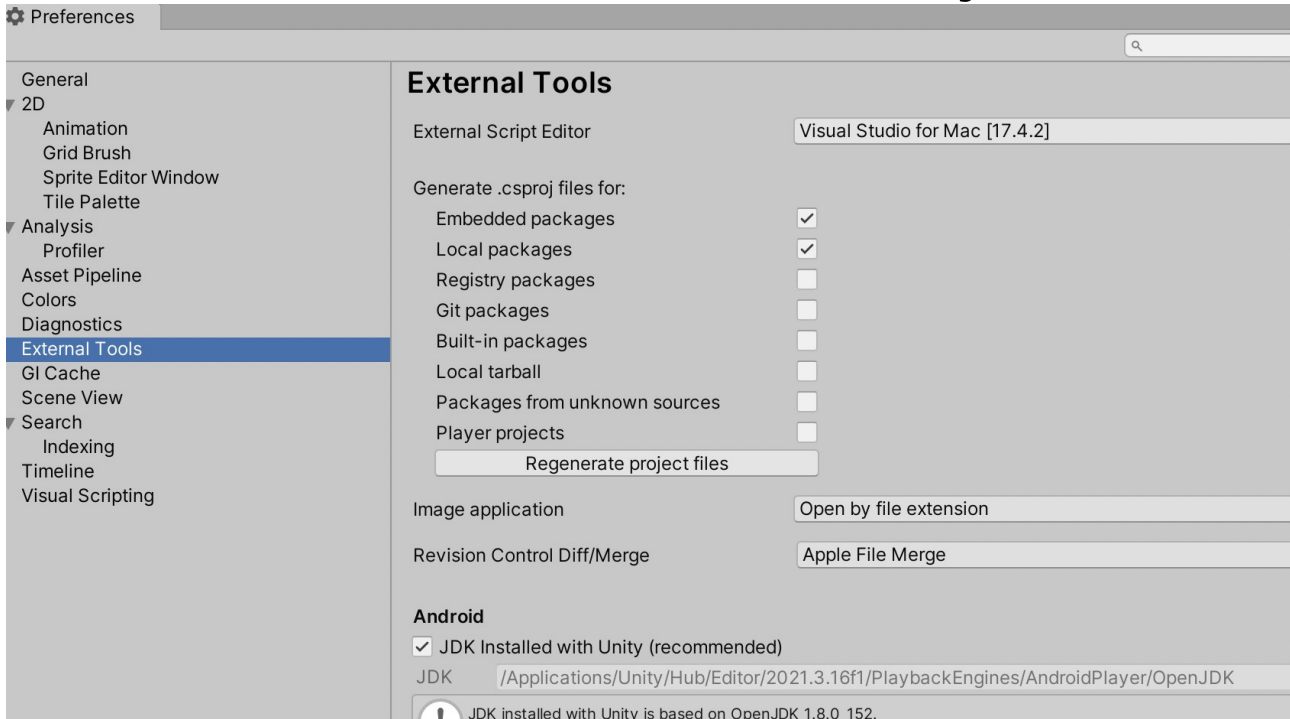 Preferences
General
2D
Animation
Grid Brush
Sprite Editor Window
Tile Palette
Analysis
Profiler
Asset Pipeline
Colors
Diagnostics
External Tools
GI Cache
Scene View
Search
Indexing
Timeline
Visual Scripting
External Tools
External Script Editor Visual Studio for Mac [17.4.2]
Generate .csproj files for:
Embedded packages
Local packages
Registry packages
Git packages
Built-in packages
Local tarball
Packages from unknown sources
Player projects
Regenerate project files
Image application Open by file extension
Revision Control Diff/Merge Apple File Merge
Android
JDK Installed with Unity (recommended)
JDK /Applications/Unity/Hub/Editor/2021.3.16f1/PlaybackEngines/AndroidPlayer/OpenJDK
JDK installed with Unity is based on OpenJDK 1.8.0_152.